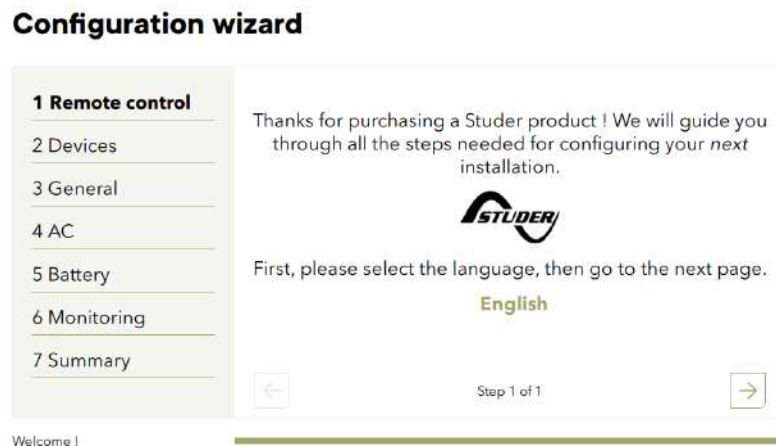 Configuration wizard
1 Remote control
2 Devices
3 General
4 AC
5 Battery
6 Monitoring
7 Summary
Thanks for purchasing a Studer product ! We will guide you
through all the steps needed for configuring your next
installation.
STUDER
First, please select the language, then go to the next page.
English
Step 1 of 1
Welcome !